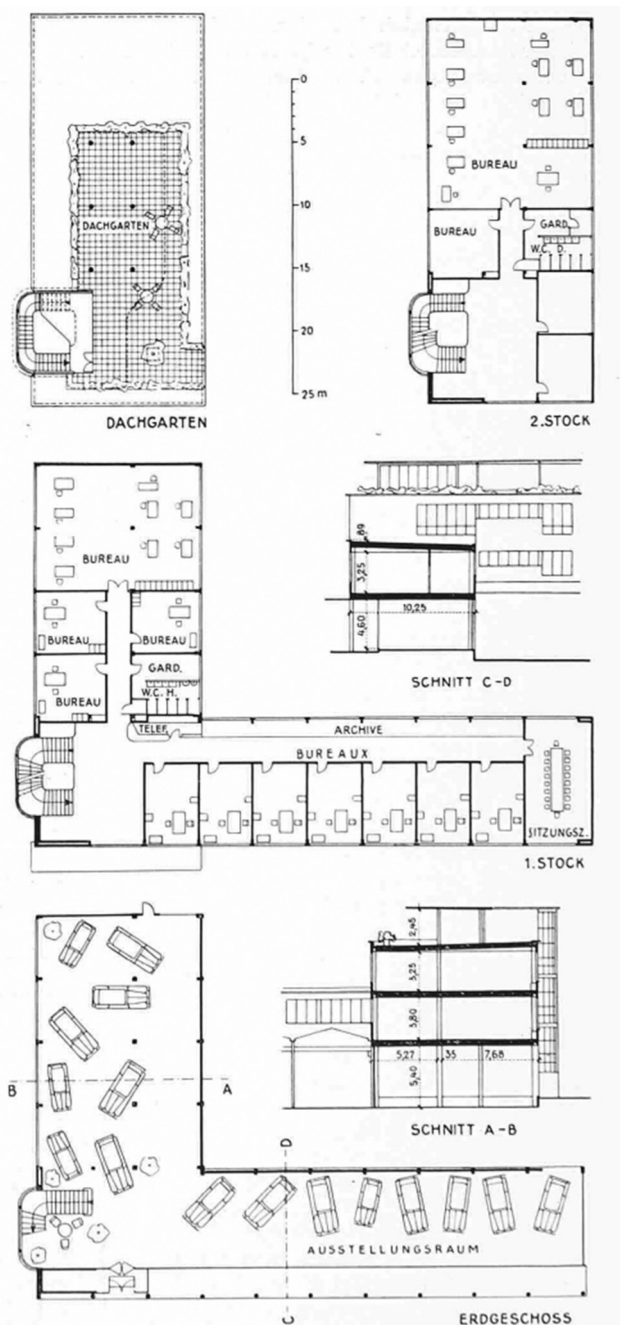 0
5
10
15
20
25 m
DACHGARTEN
DACHGARTEN
BUREAU
BUREAU
GARD.
W.C. D.
2.STOCK
BUREAU
BUREAU
BUREAU
BUREAU
GARD.
W.C. H.
TELEF.
ARCHIVE
BUREAUX
SITZUNGSZ.
1.STOCK
,89
3,25
10,25
4,60
SCHNITT C-D
B
A
D
C
AUSSTELLUNGSRAUM
ERDGESCHOSS
2,45
3,25
3,80
5,27
35
7,68
5,40
SCHNITT A-B